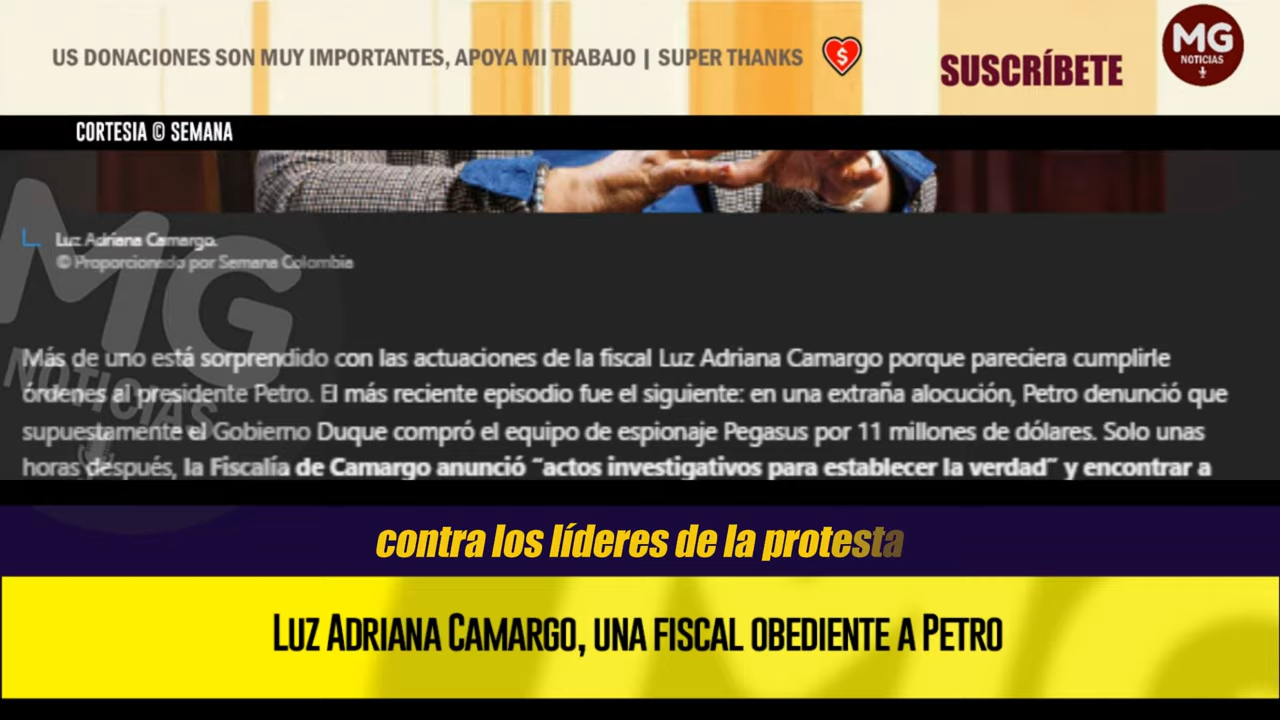 US DONACIONES SON MUY IMPORTANTES, APOYA MI TRABAJO | SUPER THANKS
$
SUSCRÍBETE
MG
NOTICIAS
CORTESIA © SEMANA
Luz Adriana Camargo.
© Proporcionado por Semana Colombia
MG
NOTICIAS
Más de uno está sorprendido con las actuaciones de la fiscal Luz Adriana Camargo porque pareciera cumplirle
órdenes al presidente Petro. El más reciente episodio fue el siguiente: en una extraña alocución, Petro denunció que
supuestamente el Gobierno Duque compró el equipo de espionaje Pegasus por 11 millones de dólares. Solo unas
horas después, la Fiscalía de Camargo anunció ˝actos investigativos para establecer la verdad˝ y encontrar a
contra los líderes de la protesta
LUZ ADRIANA CAMARGO, UNA FISCAL OBEDIENTE A PETRO